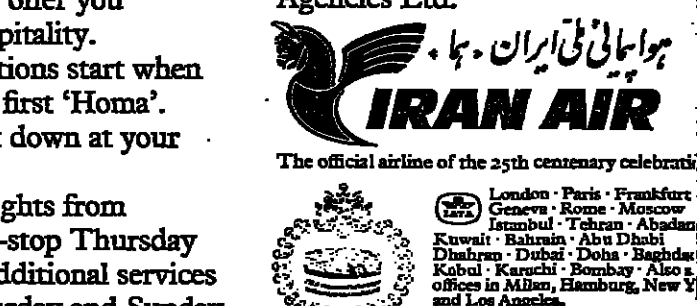 offer you
pitality.
tions start when
first ‘Homa’.
down at your
ghts from
-stop Thursday
dditional services
Agencies Ltd.
هواپیمائی ملی ایران . هما .
IRAN AIR
The official airline of the 25th centenary celebrati
I.A.T.A.
London · Paris · Frankfurt
Geneva · Rome · Moscow
Istanbul · Tehran · Abadan
Kuwait · Bahrain · Abu Dhabi
Dhahran · Dubai · Doha · Baghdad
Kabul · Karachi · Bombay · Also
offices in Milan, Hamburg, New Y
and Los Angeles.